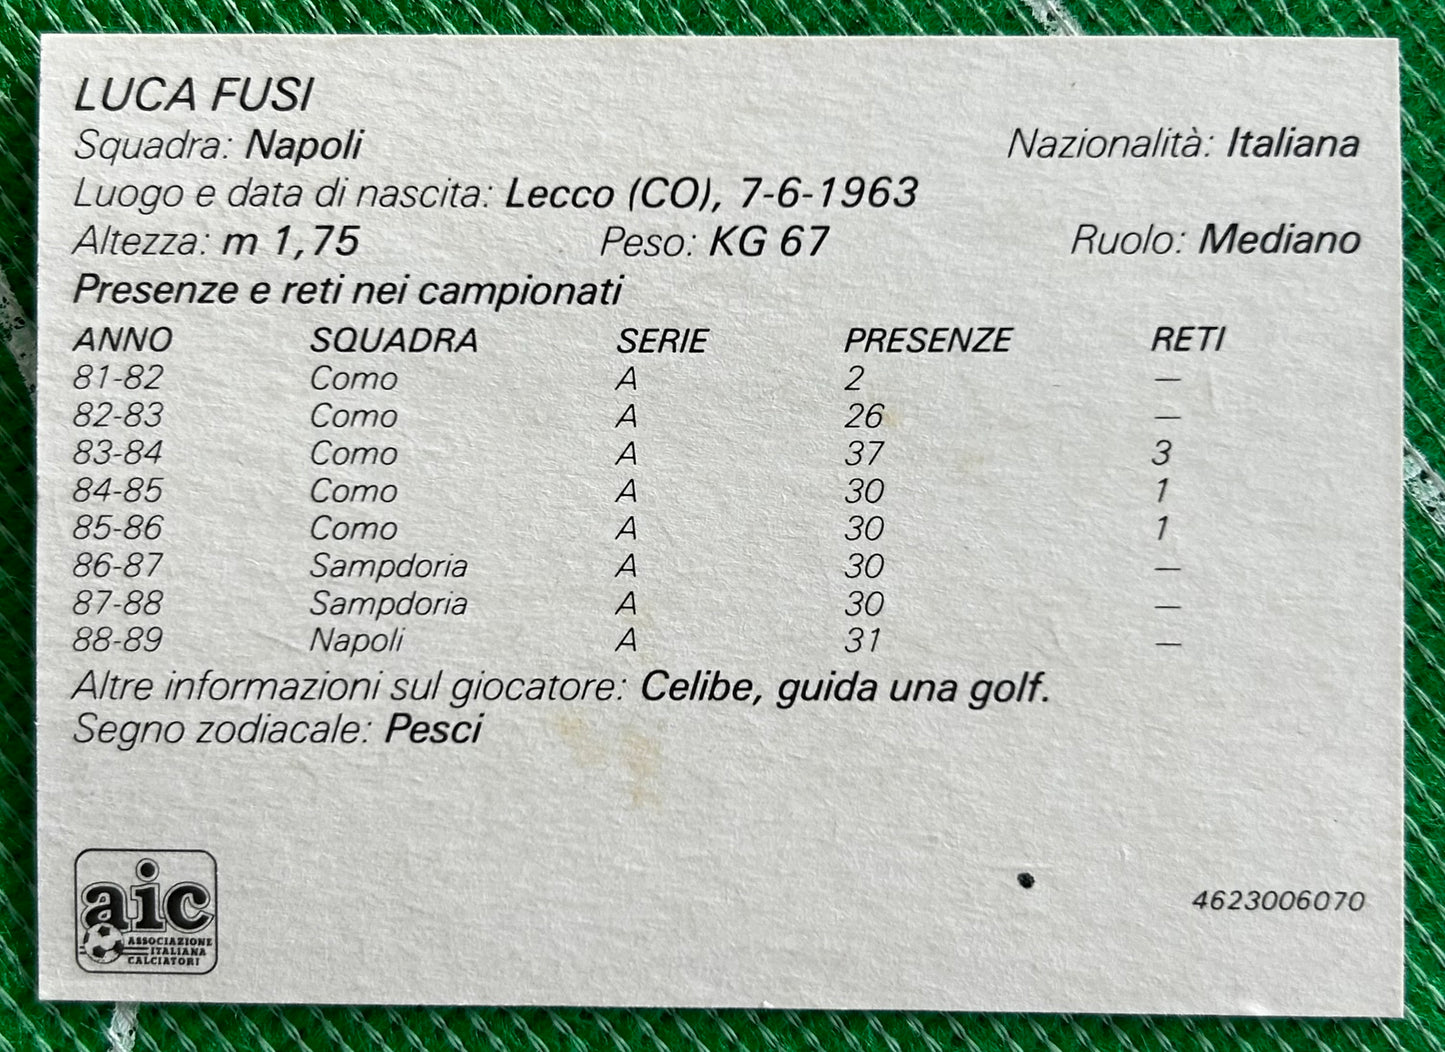 LUCA FUSI
Squadra: Napoli Nazionalità: Italiana
Luogo e data di nascita: Lecco (CO), 7-6-1963
Altezza: m 1,75 Peso: KG 67 Ruolo: Mediano
Presenze e reti nei campionati
ANNO SQUADRA SERIE PRESENZE RETI
81-82 Como A 2 —
82-83 Como A 26 —
83-84 Como A 37 3
84-85 Como A 30 1
85-86 Como A 30 1
86-87 Sampdoria A 30 —
87-88 Sampdoria A 30 —
88-89 Napoli A 31 —
Altre informazioni sul giocatore: Celibe, guida una golf.
Segno zodiacale: Pesci
aic
ASSOCIAZIONE
ITALIANA
CALCIATORI
4623006070